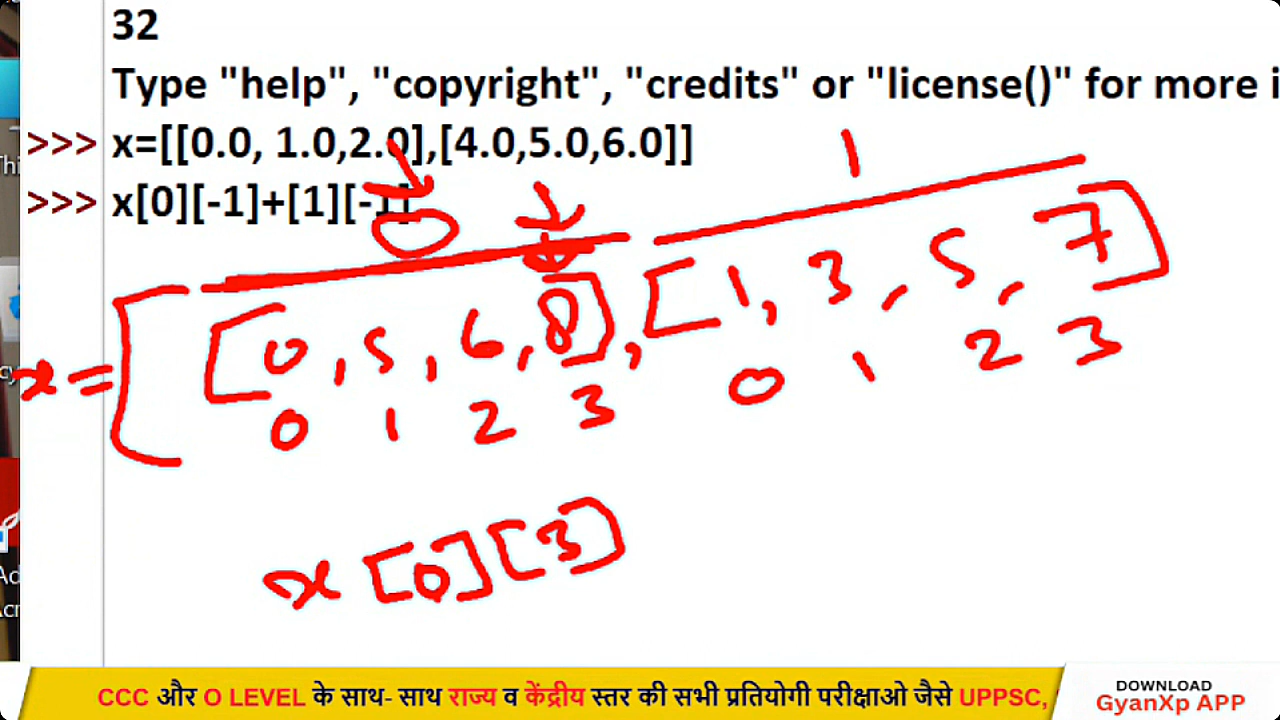 32
Type "help", "copyright", "credits" or "license()" for more i
>>> x=[[0.0, 1.0,2.0],[4.0,5.0,6.0]]
>>> x[0][-1]+[1][-1]
0 1
x=[[0,5,6,8],[1,3,5,7]
0 1 2 3 0 1 2 3
x[0][3]
CCC और O LEVEL के साथ- साथ राज्य व केंद्रीय स्तर की सभी प्रतियोगी परीक्षाओ जैसे UPPSC,
DOWNLOAD
GyanXp APP